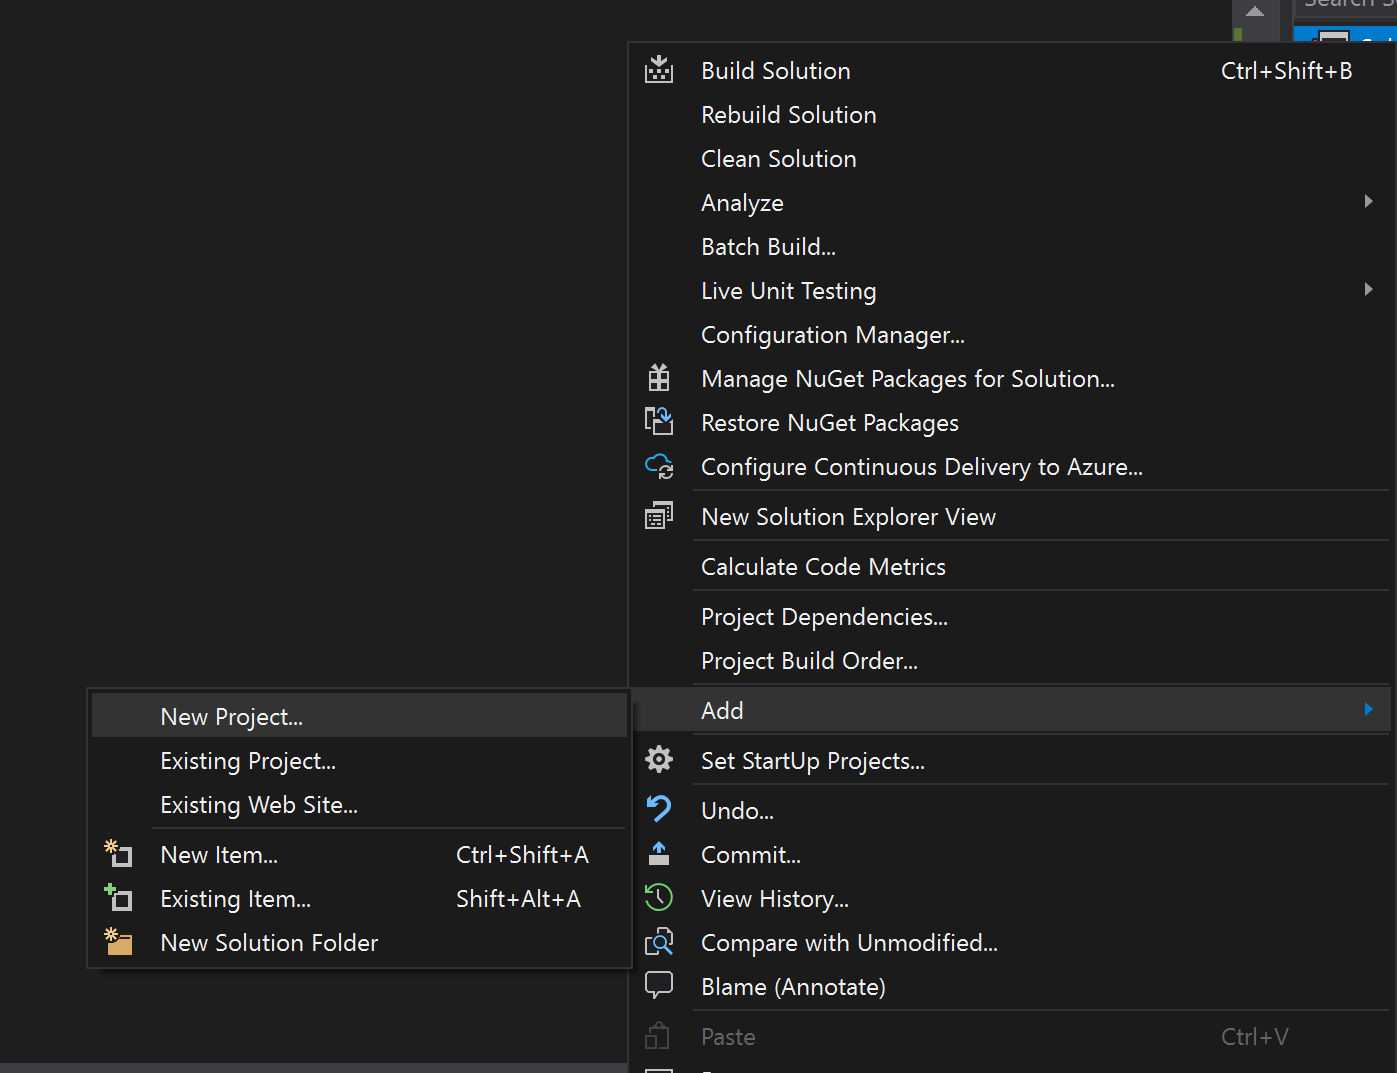 Build Solution Ctrl+Shift+B
Rebuild Solution
Clean Solution
Analyze
Batch Build...
Live Unit Testing
Configuration Manager...
Manage NuGet Packages for Solution...
Restore NuGet Packages
Configure Continuous Delivery to Azure...
New Solution Explorer View
Calculate Code Metrics
Project Dependencies...
Project Build Order...
Add
Set StartUp Projects...
Undo...
Commit...
View History...
Compare with Unmodified...
Blame (Annotate)
Paste Ctrl+V
New Project...
Existing Project...
Existing Web Site...
New Item... Ctrl+Shift+A
Existing Item... Shift+Alt+A
New Solution Folder